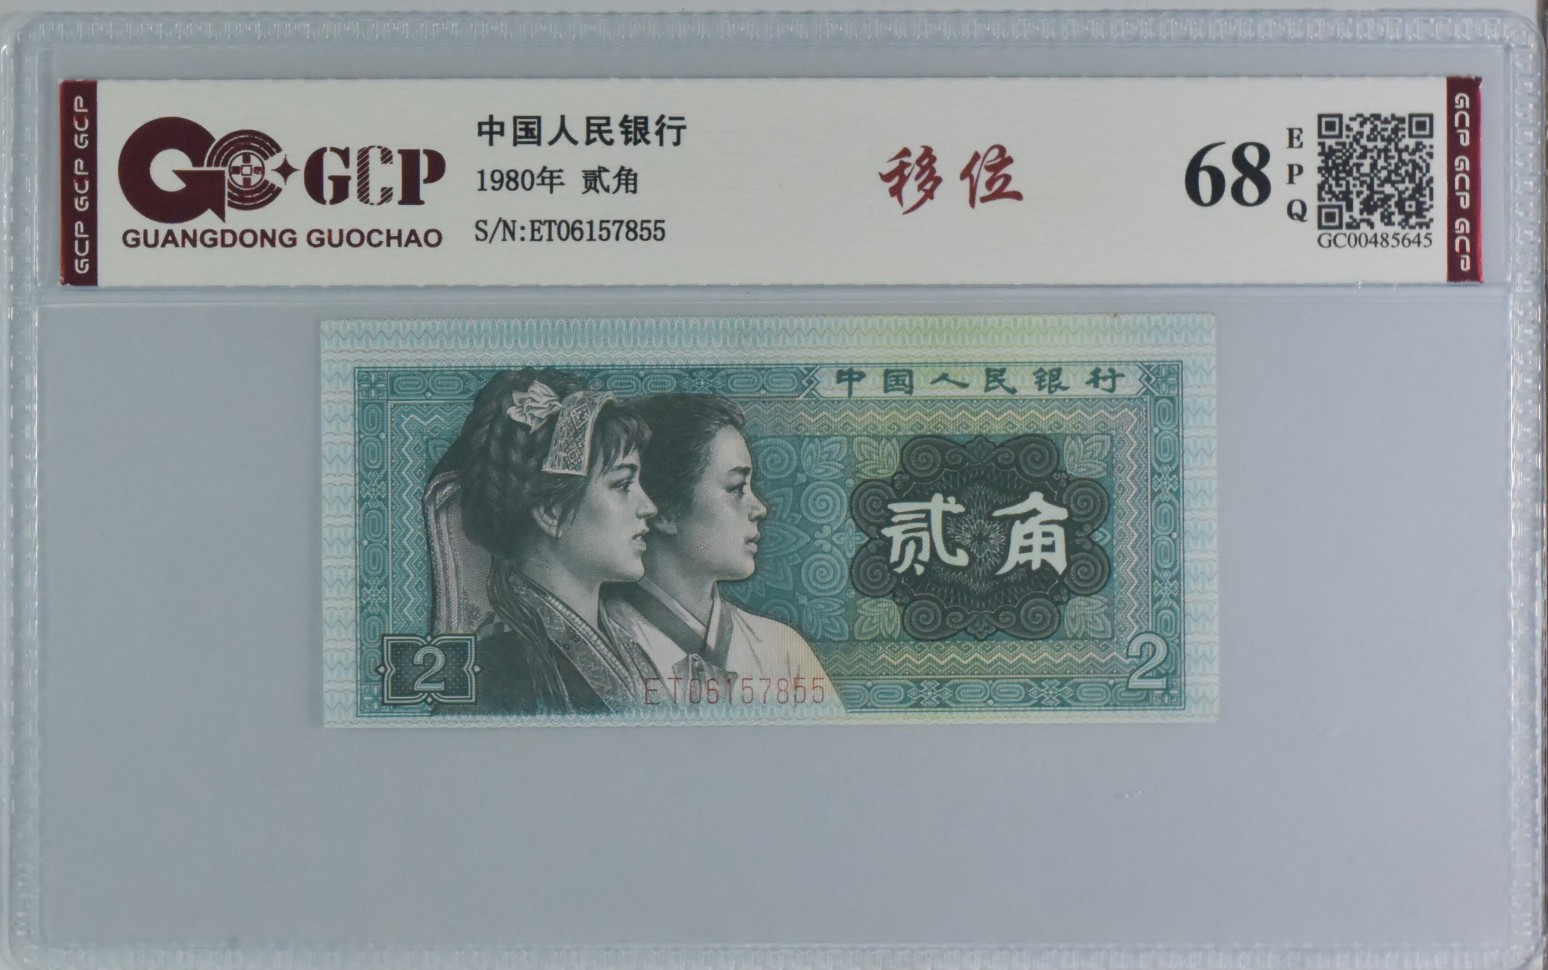 GCP GCP GCP
GCP
GUANGDONG GUOCHAO
中国人民银行
1980年 贰角
S/N:ET06157855
移位
68
EPQ
GC00485645
GCP GCP GCP
中国人民银行
贰角
2
2
ET06157855